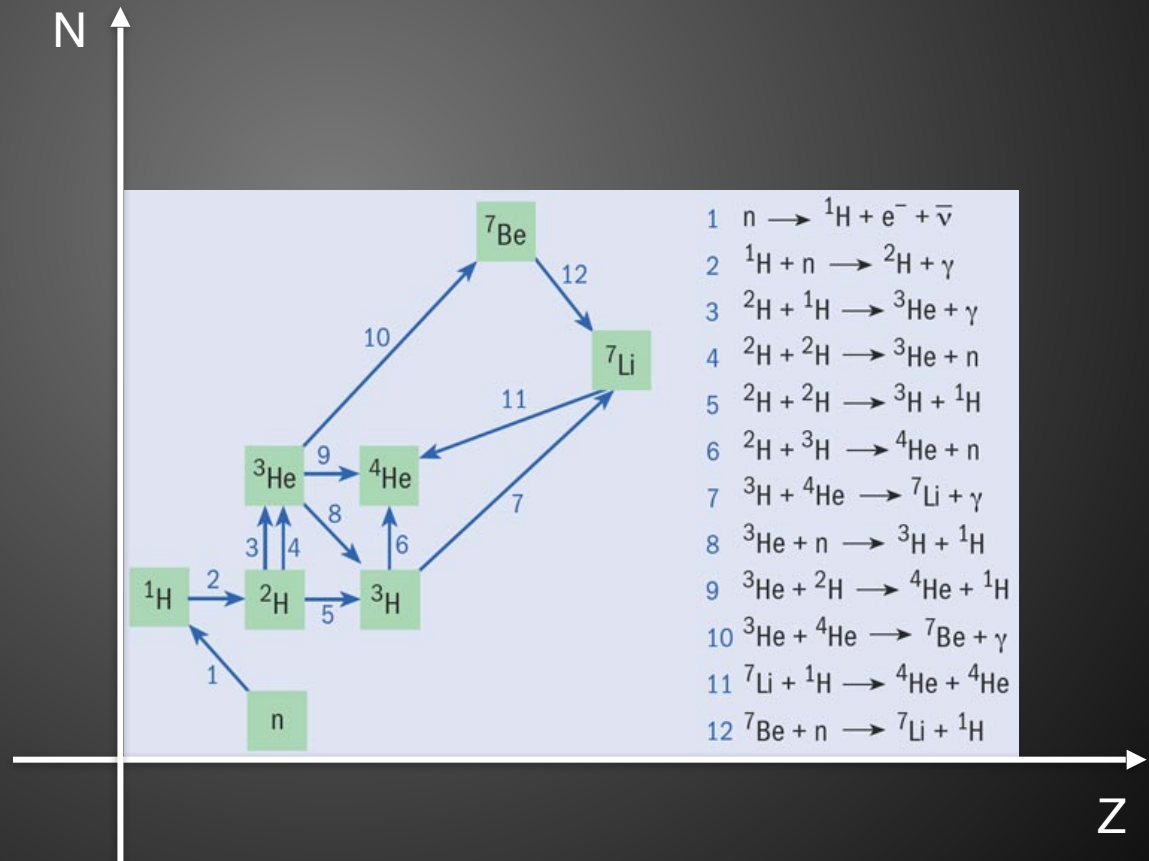 N
⁷Be
12
10
⁷Li
11
³He
9
⁴He
7
8
3
4
6
¹H
2
²H
5
³H
1
n
1 n ⟶ ¹H + e⁻ + ν̅
2 ¹H + n ⟶ ²H + γ
3 ²H + ¹H ⟶ ³He + γ
4 ²H + ²H ⟶ ³He + n
5 ²H + ²H ⟶ ³H + ¹H
6 ²H + ³H ⟶ ⁴He + n
7 ³H + ⁴He ⟶ ⁷Li + γ
8 ³He + n ⟶ ³H + ¹H
9 ³He + ²H ⟶ ⁴He + ¹H
10 ³He + ⁴He ⟶ ⁷Be + γ
11 ⁷Li + ¹H ⟶ ⁴He + ⁴He
12 ⁷Be + n ⟶ ⁷Li + ¹H
Z